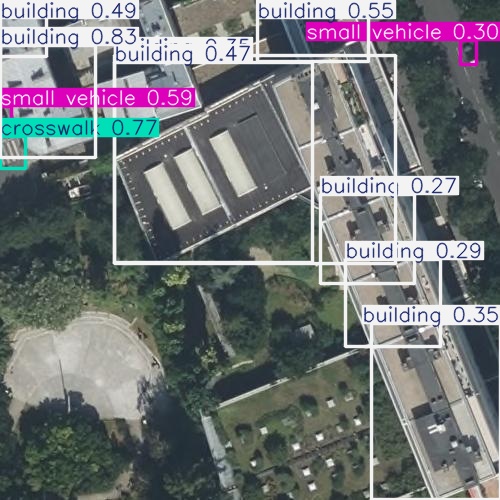 building 0.49
building 0.55
small vehicle 0.30
building 0.83
building 0.35
building 0.47
small vehicle 0.59
crosswalk 0.77
building 0.27
building 0.29
building 0.35